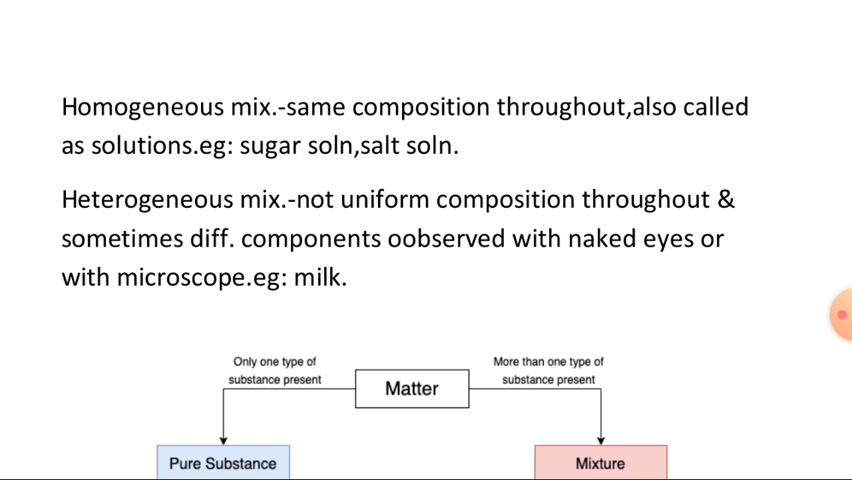 Homogeneous mix.-same composition throughout,also called
as solutions.eg: sugar soln,salt soln.
Heterogeneous mix.-not uniform composition throughout &
sometimes diff. components oobserved with naked eyes or
with microscope.eg: milk.
Only one type of
substance present
Matter
More than one type of
substance present
Pure Substance
Mixture